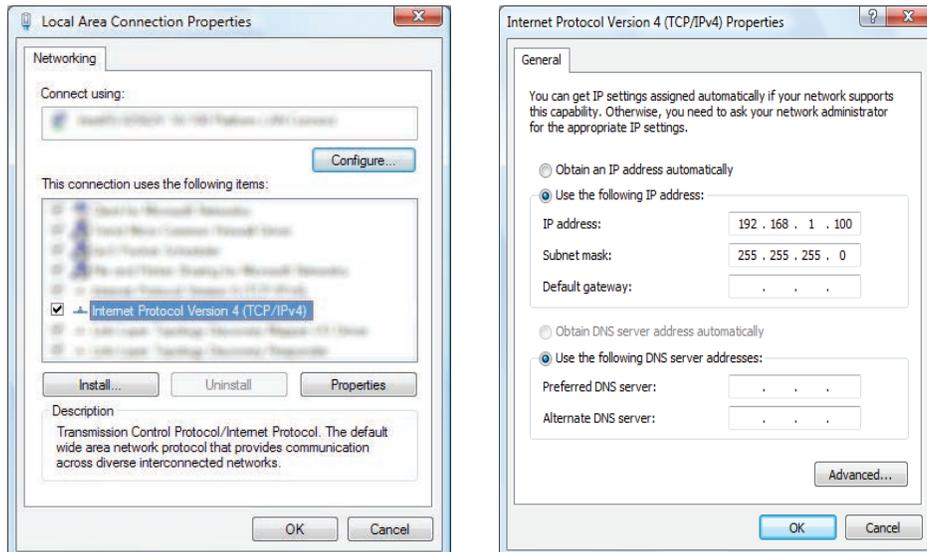 Local Area Connection Properties
Networking
Connect using:
Configure...
This connection uses the following items:
Internet Protocol Version 4 (TCP/IPv4)
Install...
Uninstall
Properties
Description
Transmission Control Protocol/Internet Protocol. The default
wide area network protocol that provides communication
across diverse interconnected networks.
OK
Cancel
Internet Protocol Version 4 (TCP/IPv4) Properties
General
You can get IP settings assigned automatically if your network supports
this capability. Otherwise, you need to ask your network administrator
for the appropriate IP settings.
Obtain an IP address automatically
Use the following IP address:
IP address: 192 . 168 . 1 . 100
Subnet mask: 255 . 255 . 255 . 0
Default gateway: . . .
Obtain DNS server address automatically
Use the following DNS server addresses:
Preferred DNS server: . . .
Alternate DNS server: . . .
Advanced...
OK
Cancel